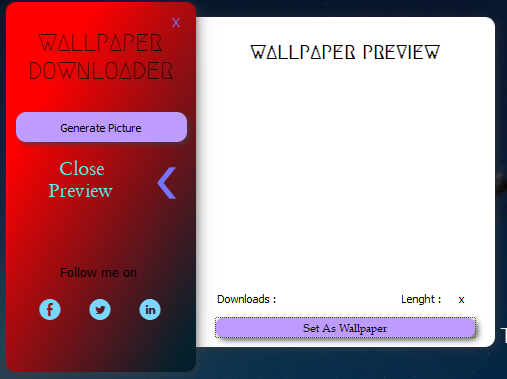 X
WALLPAPER
DOWNLOADER
Generate Picture
Close
Preview
Follow me on
f
in
WALLPAPER PREVIEW
Downloads :
Lenght : x
Set As Wallpaper
T